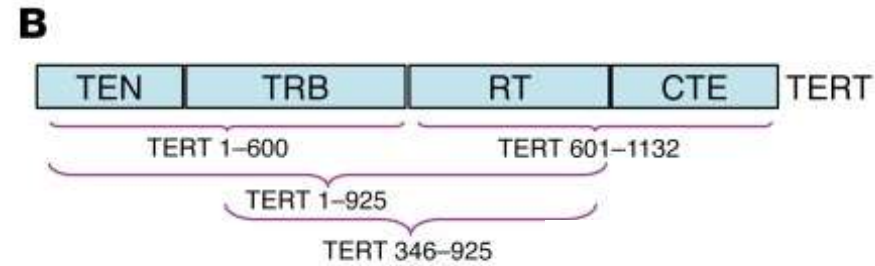 B
TEN TRB RT CTE TERT
TERT 1–600 TERT 601–1132
TERT 1–925
TERT 346–925